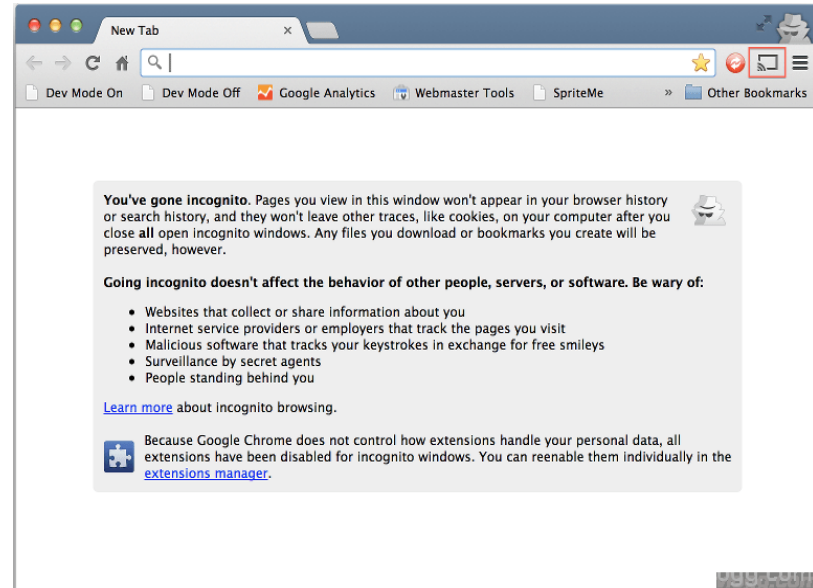 New Tab
Dev Mode On Dev Mode Off Google Analytics Webmaster Tools SpriteMe » Other Bookmarks
You've gone incognito. Pages you view in this window won't appear in your browser history
or search history, and they won't leave other traces, like cookies, on your computer after you
close all open incognito windows. Any files you download or bookmarks you create will be
preserved, however.
Going incognito doesn't affect the behavior of other people, servers, or software. Be wary of:
• Websites that collect or share information about you
• Internet service providers or employers that track the pages you visit
• Malicious software that tracks your keystrokes in exchange for free smileys
• Surveillance by secret agents
• People standing behind you
Learn more about incognito browsing.
Because Google Chrome does not control how extensions handle your personal data, all
extensions have been disabled for incognito windows. You can reenable them individually in the
extensions manager.